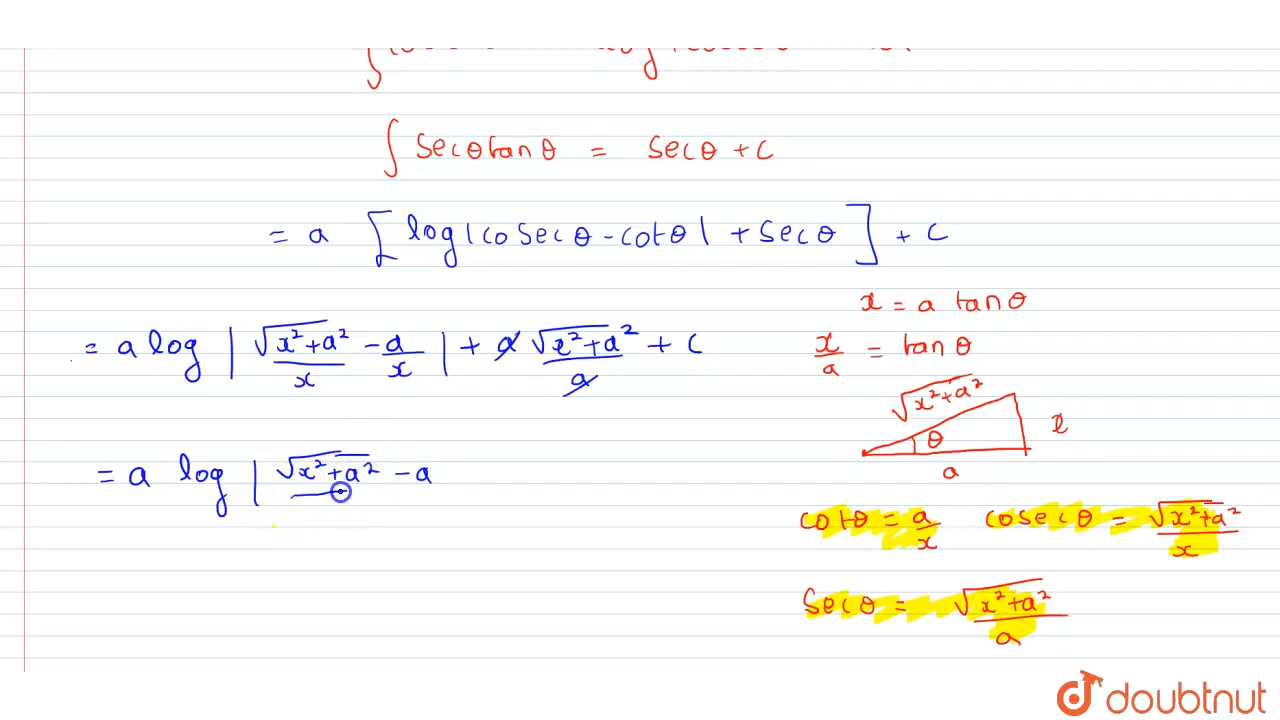 ∫ secθ tanθ = secθ + c
= a [log |cosecθ - cotθ| + secθ] + c
x = a tanθ
x/a = tanθ
= a log | √(x²+a²)/x - a/x | + a √(x²+a²)/a + c
√(x²+a²)
θ
x
a
= a log | √(x²+a²) - a
cotθ = a/x cosecθ = √(x²+a²)/x
secθ = √(x²+a²)/a
doubtnut